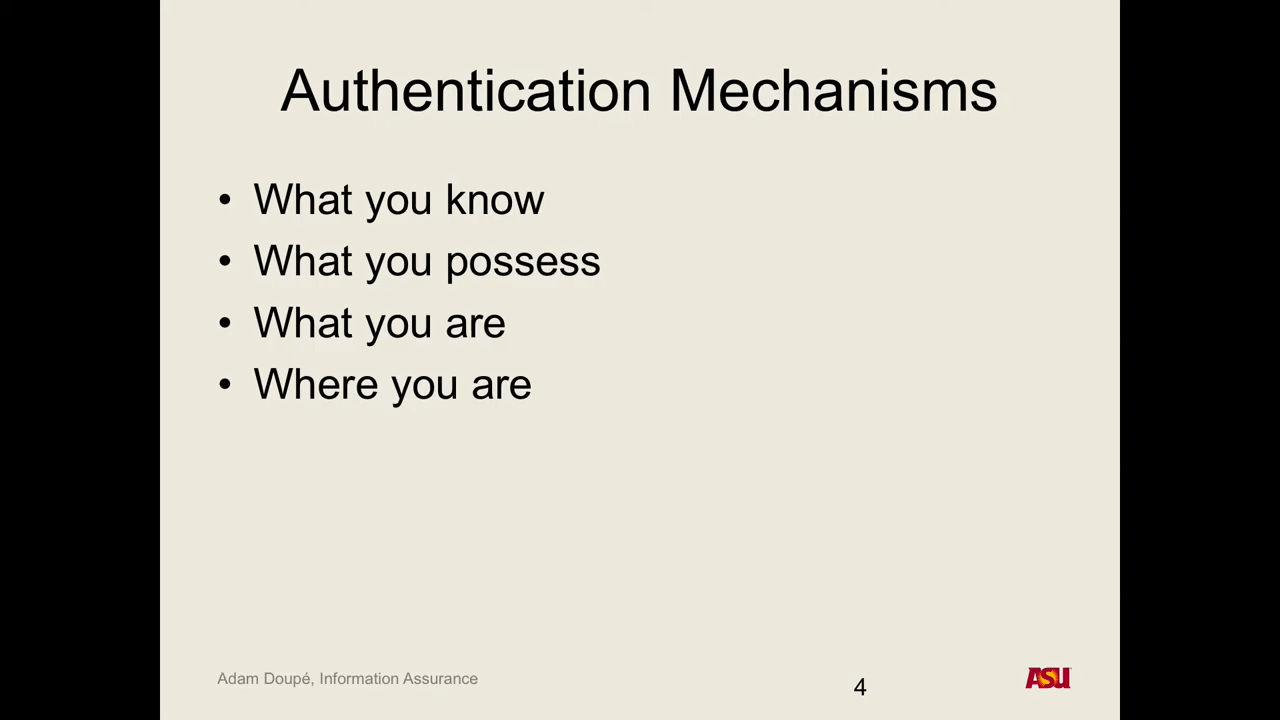 Authentication Mechanisms
• What you know
• What you possess
• What you are
• Where you are
Adam Doupé, Information Assurance
4
ASU